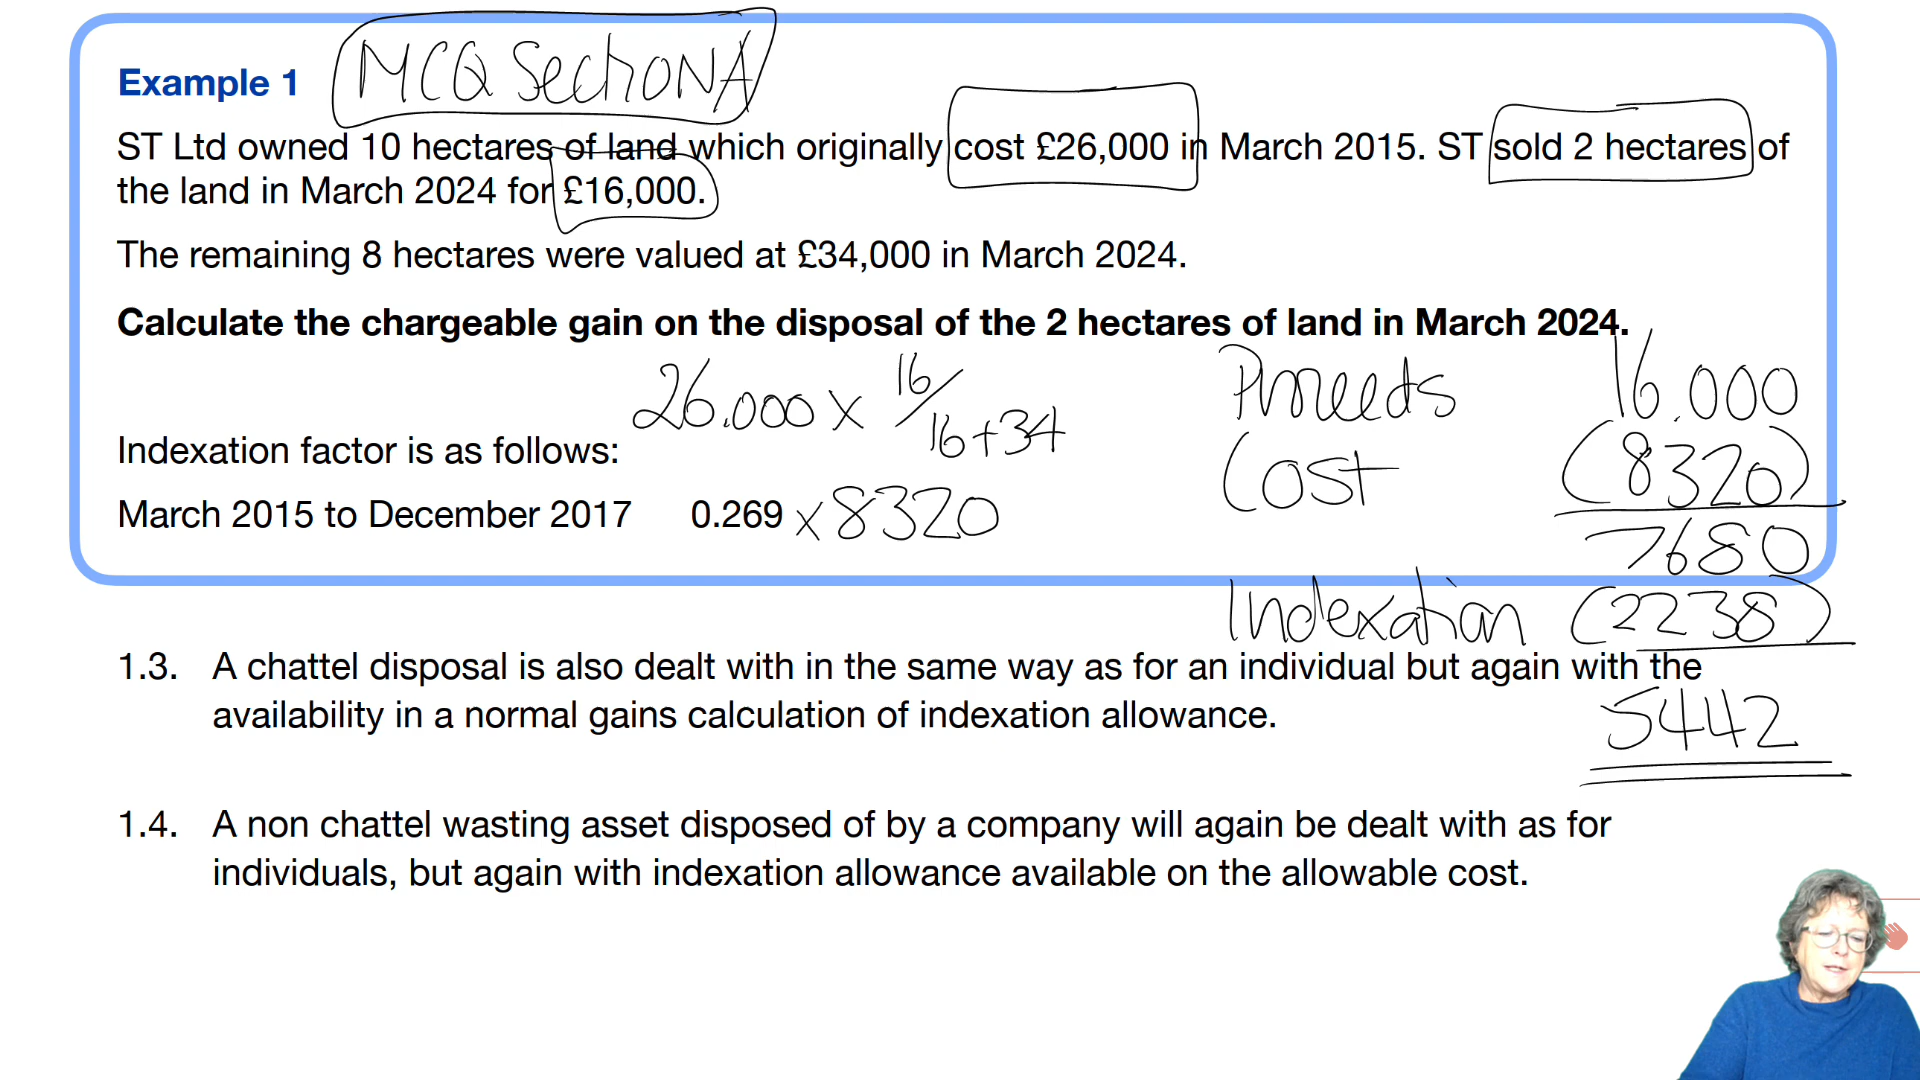 Example 1 MCQ Section A
ST Ltd owned 10 hectares of land which originally cost £26,000 in March 2015. ST sold 2 hectares of
the land in March 2024 for £16,000.
The remaining 8 hectares were valued at £34,000 in March 2024.
Calculate the chargeable gain on the disposal of the 2 hectares of land in March 2024.
26.000 x 16/16+34
Proceeds 16.000
Indexation factor is as follows:
Cost (8320)
March 2015 to December 2017 0.269 x 8320
7680
Indexation (2238)
1.3. A chattel disposal is also dealt with in the same way as for an individual but again with the
availability in a normal gains calculation of indexation allowance.
5442
1.4. A non chattel wasting asset disposed of by a company will again be dealt with as for
individuals, but again with indexation allowance available on the allowable cost.